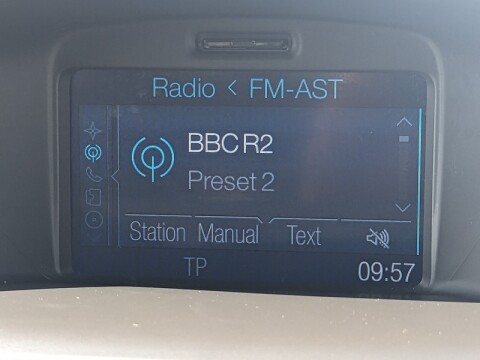 Radio < FM-AST
BBC R2
Preset 2
Station Manual Text
TP 09:57